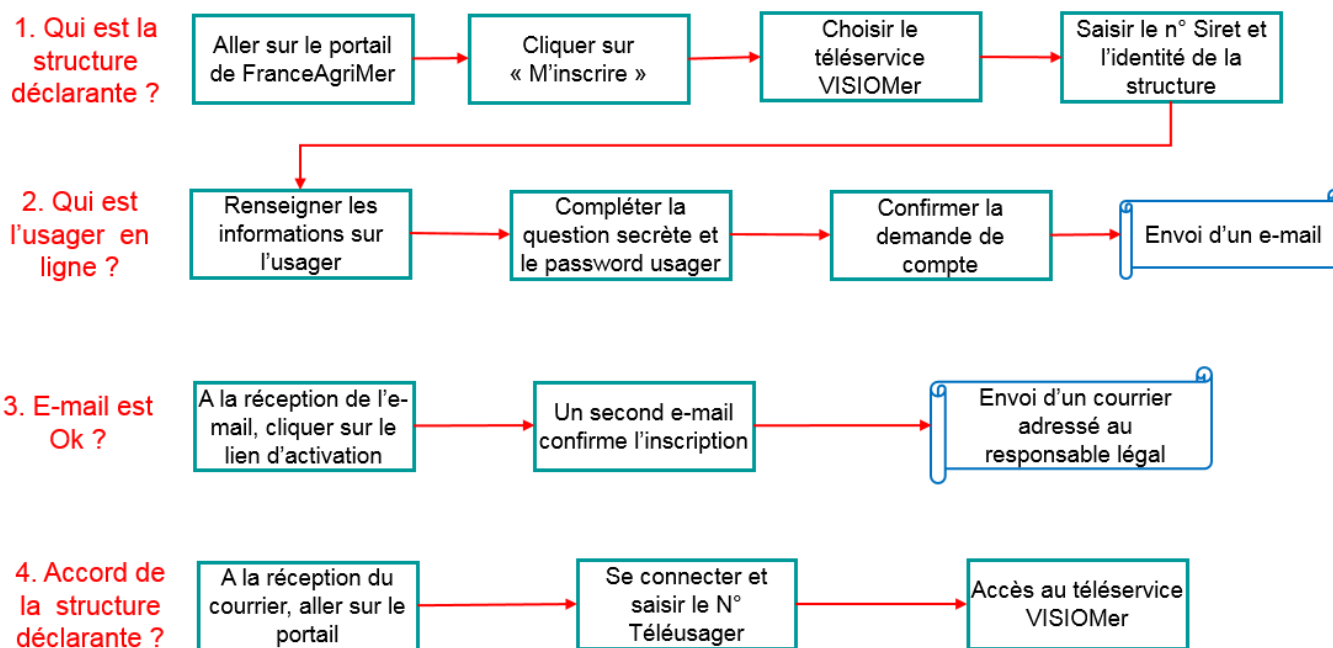 1. Qui est la
structure
déclarante ?
Aller sur le portail
de FranceAgriMer
Cliquer sur
« M’inscrire »
Choisir le
téléservice
VISIOMer
Saisir le n° Siret et
l’identité de la
structure
2. Qui est
l’usager en
ligne ?
Renseigner les
informations sur
l’usager
Compléter la
question secrète et
le password usager
Confirmer la
demande de
compte
Envoi d’un e-mail
3. E-mail est
Ok ?
A la réception de l’e-
mail, cliquer sur le
lien d’activation
Un second e-mail
confirme l’inscription
Envoi d’un courrier
adressé au
responsable légal
4. Accord de
la structure
déclarante ?
A la réception du
courrier, aller sur le
portail
Se connecter et
saisir le N°
Téléusager
Accès au téléservice
VISIOMer